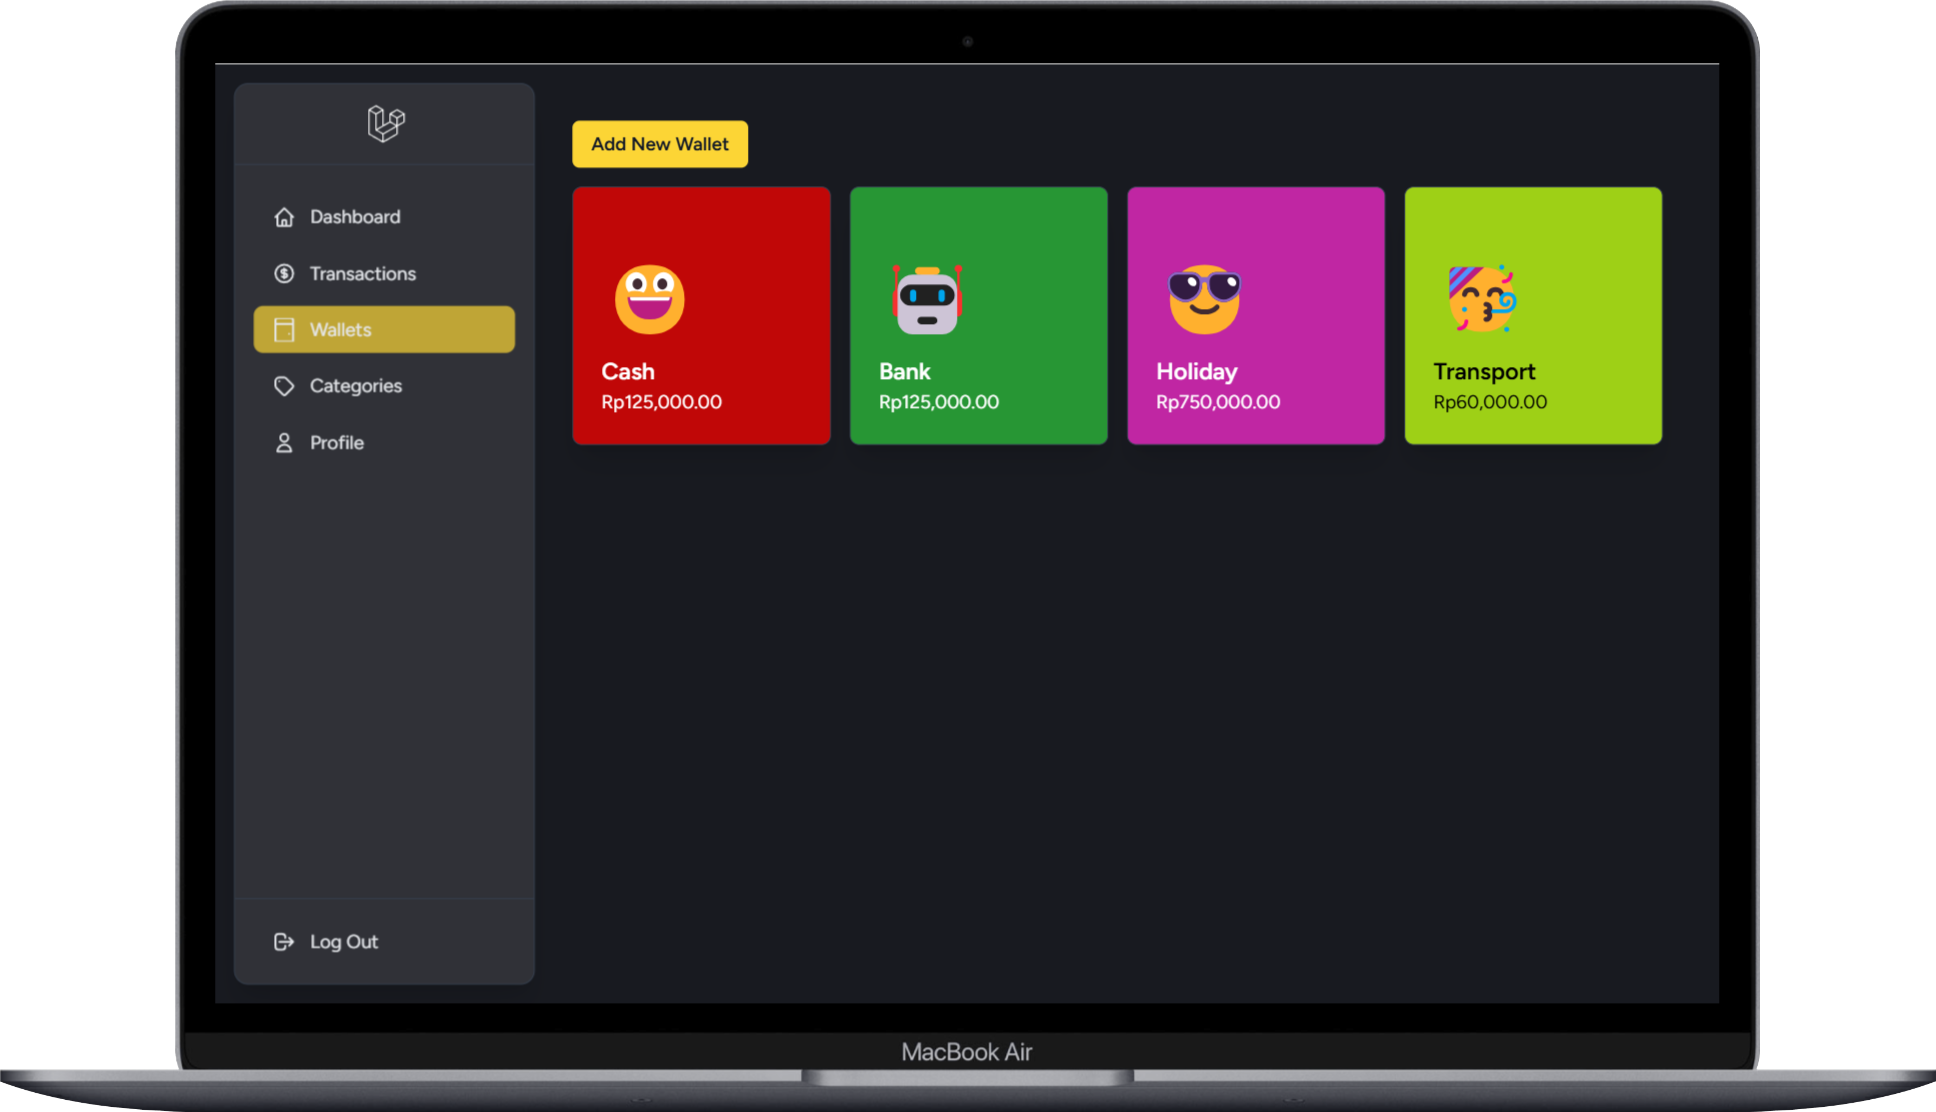 Dashboard
Transactions
Wallets
Categories
Profile
Log Out
Add New Wallet
Cash
Rp125,000.00
Bank
Rp125,000.00
Holiday
Rp750,000.00
Transport
Rp60,000.00
MacBook Air